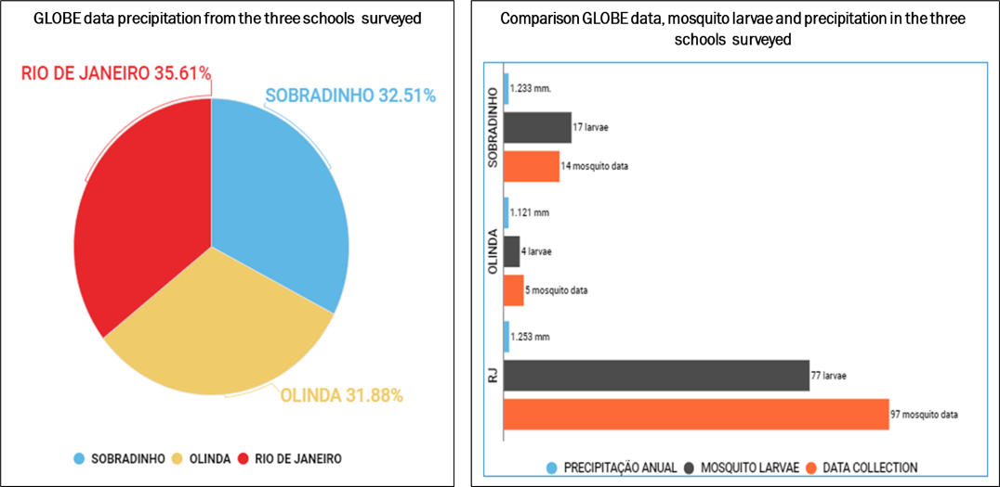 GLOBE data precipitation from the three schools surveyed
RIO DE JANEIRO 35.61%
SOBRADINHO 32.51%
OLINDA 31.88%
SOBRADINHO OLINDA RIO DE JANEIRO
Comparison GLOBE data, mosquito larvae and precipitation in the three
schools surveyed
SOBRADINHO
1.233 mm.
17 larvae
14 mosquito data
OLINDA
1.121 mm
4 larvae
5 mosquito data
RJ
1.253 mm
77 larvae
97 mosquito data
PRECIPITAÇÃO ANUAL MOSQUITO LARVAE DATA COLLECTION